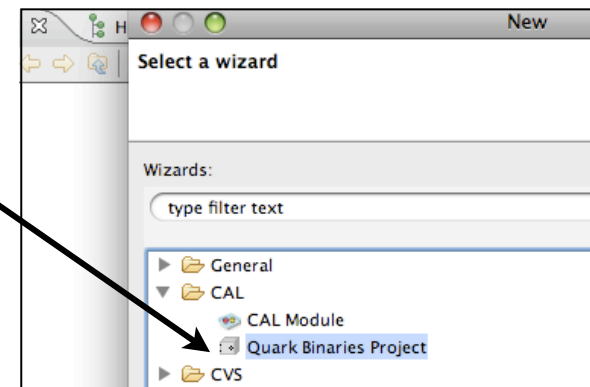 H
New
Select a wizard
Wizards:
type filter text
General
CAL
CAL Module
Quark Binaries Project
CVS